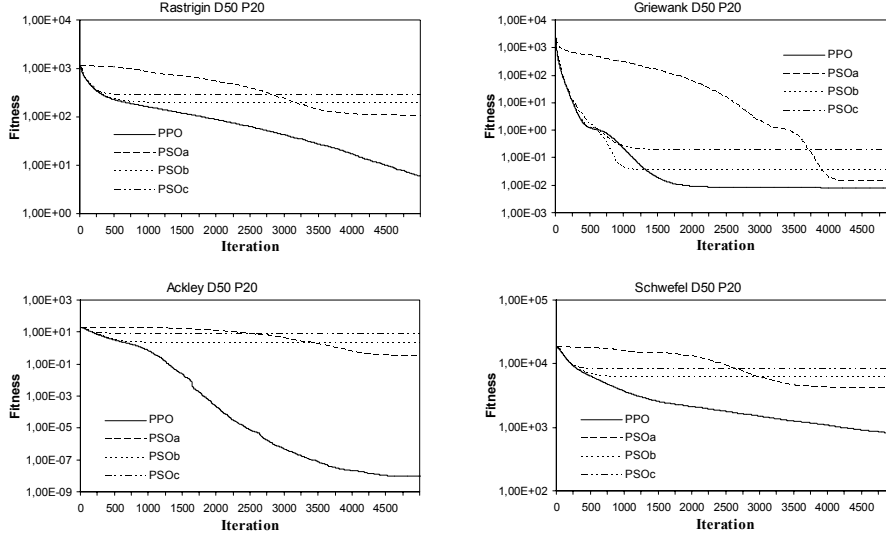 Rastrigin D50 P20
1,00E+04
1,00E+03
1,00E+02
1,00E+01
1,00E+00
Fitness
PPO
PSOa
PSOb
PSOc
0 500 1000 1500 2000 2500 3000 3500 4000 4500
Iteration
Griewank D50 P20
1,00E+04
1,00E+03
1,00E+02
1,00E+01
1,00E+00
1,00E-01
1,00E-02
1,00E-03
Fitness
PPO
PSOa
PSOb
PSOc
0 500 1000 1500 2000 2500 3000 3500 4000 4500
Iteration
Ackley D50 P20
1,00E+03
1,00E+01
1,00E-01
1,00E-03
1,00E-05
1,00E-07
1,00E-09
Fitness
PPO
PSOa
PSOb
PSOc
0 500 1000 1500 2000 2500 3000 3500 4000 4500
Iteration
Schwefel D50 P20
1,00E+05
1,00E+04
1,00E+03
1,00E+02
Fitness
PPO
PSOa
PSOb
PSOc
0 500 1000 1500 2000 2500 3000 3500 4000 4500
Iteration